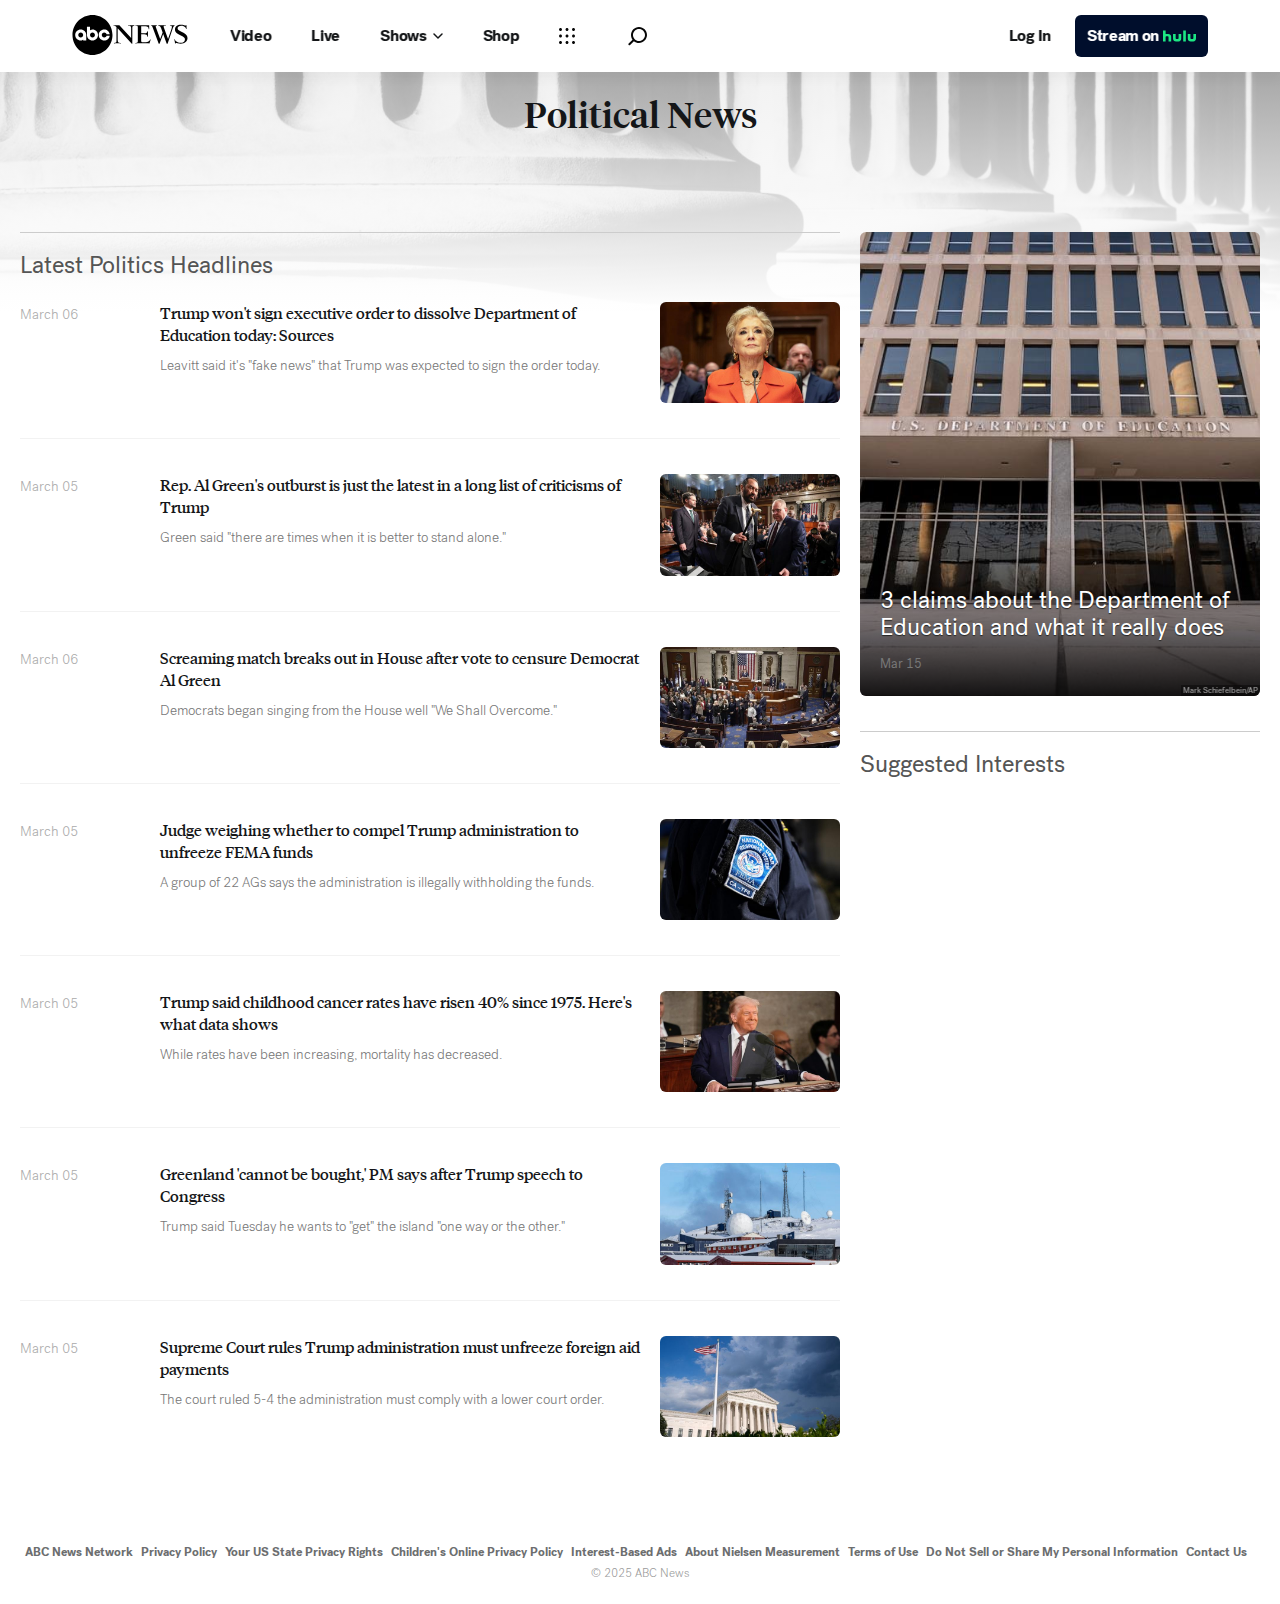 abc NEWS
Video
Live
Shows
Shop
Log In
Stream on hulu
Political News
Latest Politics Headlines
March 06
Trump won't sign executive order to dissolve Department of
Education today: Sources
Leavitt said it's "fake news" that Trump was expected to sign the order today.
March 05
Rep. Al Green's outburst is just the latest in a long list of criticisms of
Trump
Green said "there are times when it is better to stand alone."
March 06
Screaming match breaks out in House after vote to censure Democrat
Al Green
Democrats began singing from the House well "We Shall Overcome."
March 05
Judge weighing whether to compel Trump administration to
unfreeze FEMA funds
A group of 22 AGs says the administration is illegally withholding the funds.
March 05
Trump said childhood cancer rates have risen 40% since 1975. Here's
what data shows
While rates have been increasing, mortality has decreased.
March 05
Greenland 'cannot be bought,' PM says after Trump speech to
Congress
Trump said Tuesday he wants to "get" the island "one way or the other."
March 05
Supreme Court rules Trump administration must unfreeze foreign aid
payments
The court ruled 5-4 the administration must comply with a lower court order.
U.S. DEPARTMENT OF EDUCATION
3 claims about the Department of
Education and what it really does
Mar 15
Mark Schiefelbein/AP
Suggested Interests
ABC News Network Privacy Policy Your US State Privacy Rights Children's Online Privacy Policy Interest-Based Ads About Nielsen Measurement Terms of Use Do Not Sell or Share My Personal Information Contact Us
© 2025 ABC News